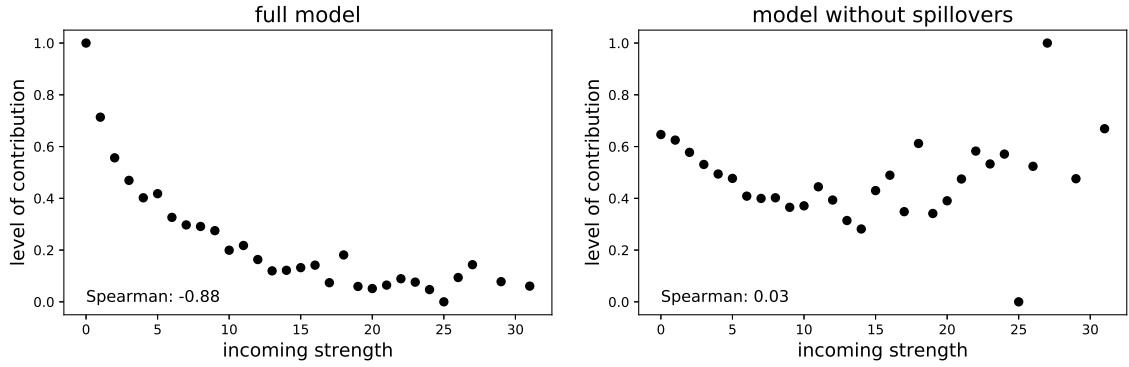 full model
level of contribution
1.0
0.8
0.6
0.4
0.2
0.0
Spearman: -0.88
0 5 10 15 20 25 30
incoming strength
model without spillovers
level of contribution
1.0
0.8
0.6
0.4
0.2
0.0
Spearman: 0.03
0 5 10 15 20 25 30
incoming strength